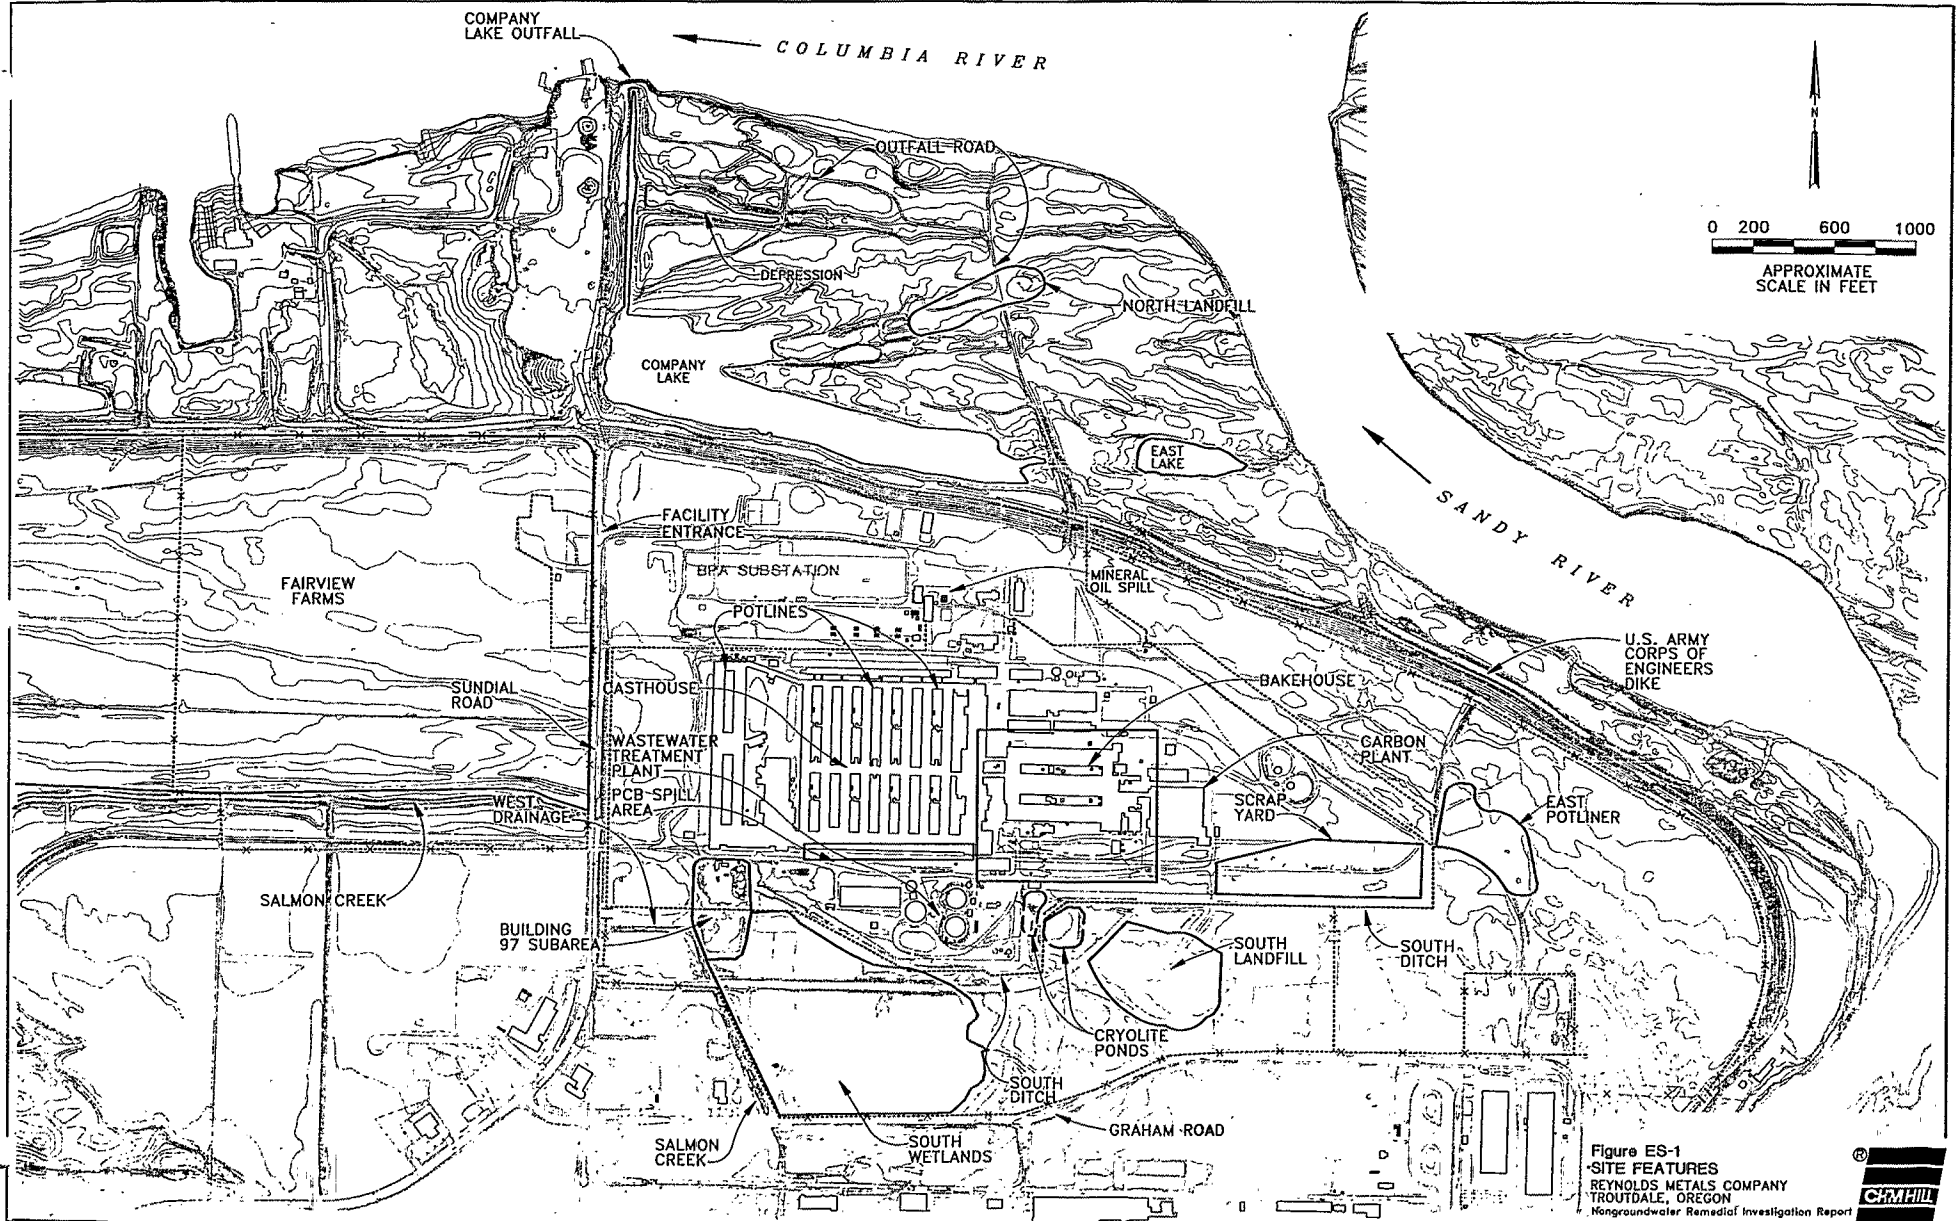 COMPANY
LAKE OUTFALL
COLUMBIA RIVER
N
OUTFALL ROAD
0 200 600 1000
APPROXIMATE
SCALE IN FEET
DEPRESSION
NORTH LANDFILL
COMPANY
LAKE
EAST
LAKE
SANDY RIVER
FACILITY
ENTRANCE
BPA SUBSTATION
MINERAL
OIL SPILL
FAIRVIEW
FARMS
POTLINES
U.S. ARMY
CORPS OF
ENGINEERS
DIKE
SUNDIAL
ROAD
CASTHOUSE
BAKEHOUSE
WASTEWATER
TREATMENT
PLANT
CARBON
PLANT
PCB SPILL
AREA
WEST
DRAINAGE
SCRAP
YARD
EAST
POTLINER
SALMON CREEK
BUILDING
97 SUBAREA
SOUTH
LANDFILL
SOUTH
DITCH
CRYOLITE
PONDS
SOUTH
DITCH
GRAHAM ROAD
SALMON
CREEK
SOUTH
WETLANDS
Figure ES-1
SITE FEATURES
REYNOLDS METALS COMPANY
TROUTDALE, OREGON
Nongroundwater Remedial Investigation Report
®
CH2M HILL